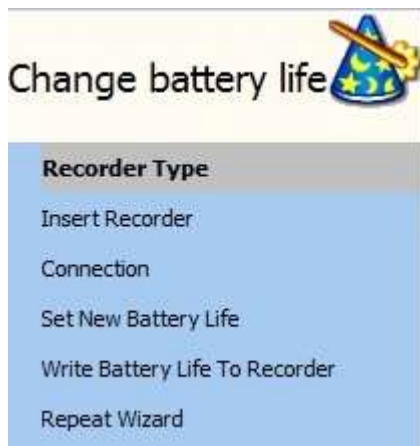 Change battery life
Recorder Type
Insert Recorder
Connection
Set New Battery Life
Write Battery Life To Recorder
Repeat Wizard